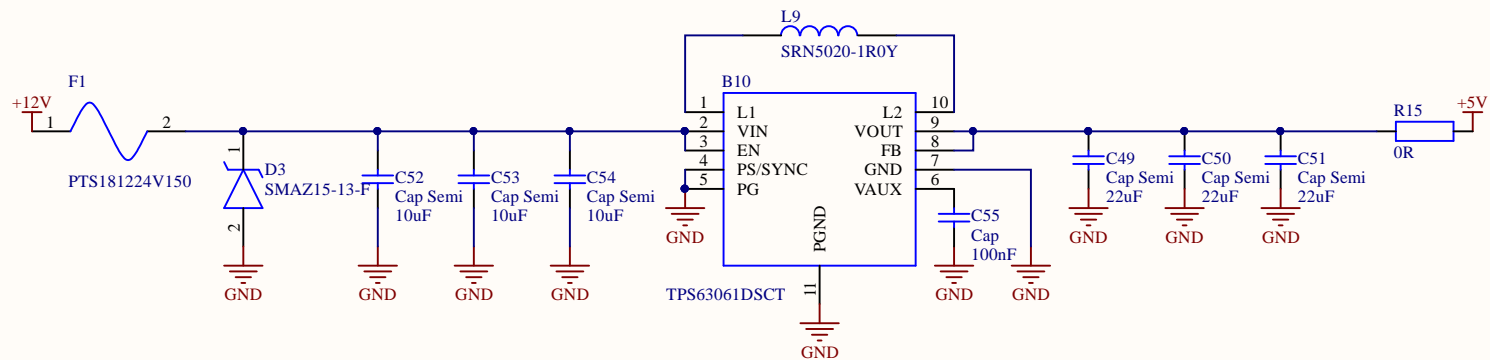 L9
SRN5020-1R0Y
F1
+12V
1
2
PTS181224V150
1
D3
SMAZ15-13-F
2
GND
C52
Cap Semi
10uF
GND
C53
Cap Semi
10uF
GND
C54
Cap Semi
10uF
GND
B10
1
L1
2
VIN
3
EN
4
PS/SYNC
5
PG
GND
L2
10
VOUT
9
FB
8
GND
7
VAUX
6
PGND
11
TPS63061DSCT
GND
C55
Cap
100nF
GND
GND
C49
Cap Semi
22uF
GND
C50
Cap Semi
22uF
GND
C51
Cap Semi
22uF
GND
R15
0R
+5V